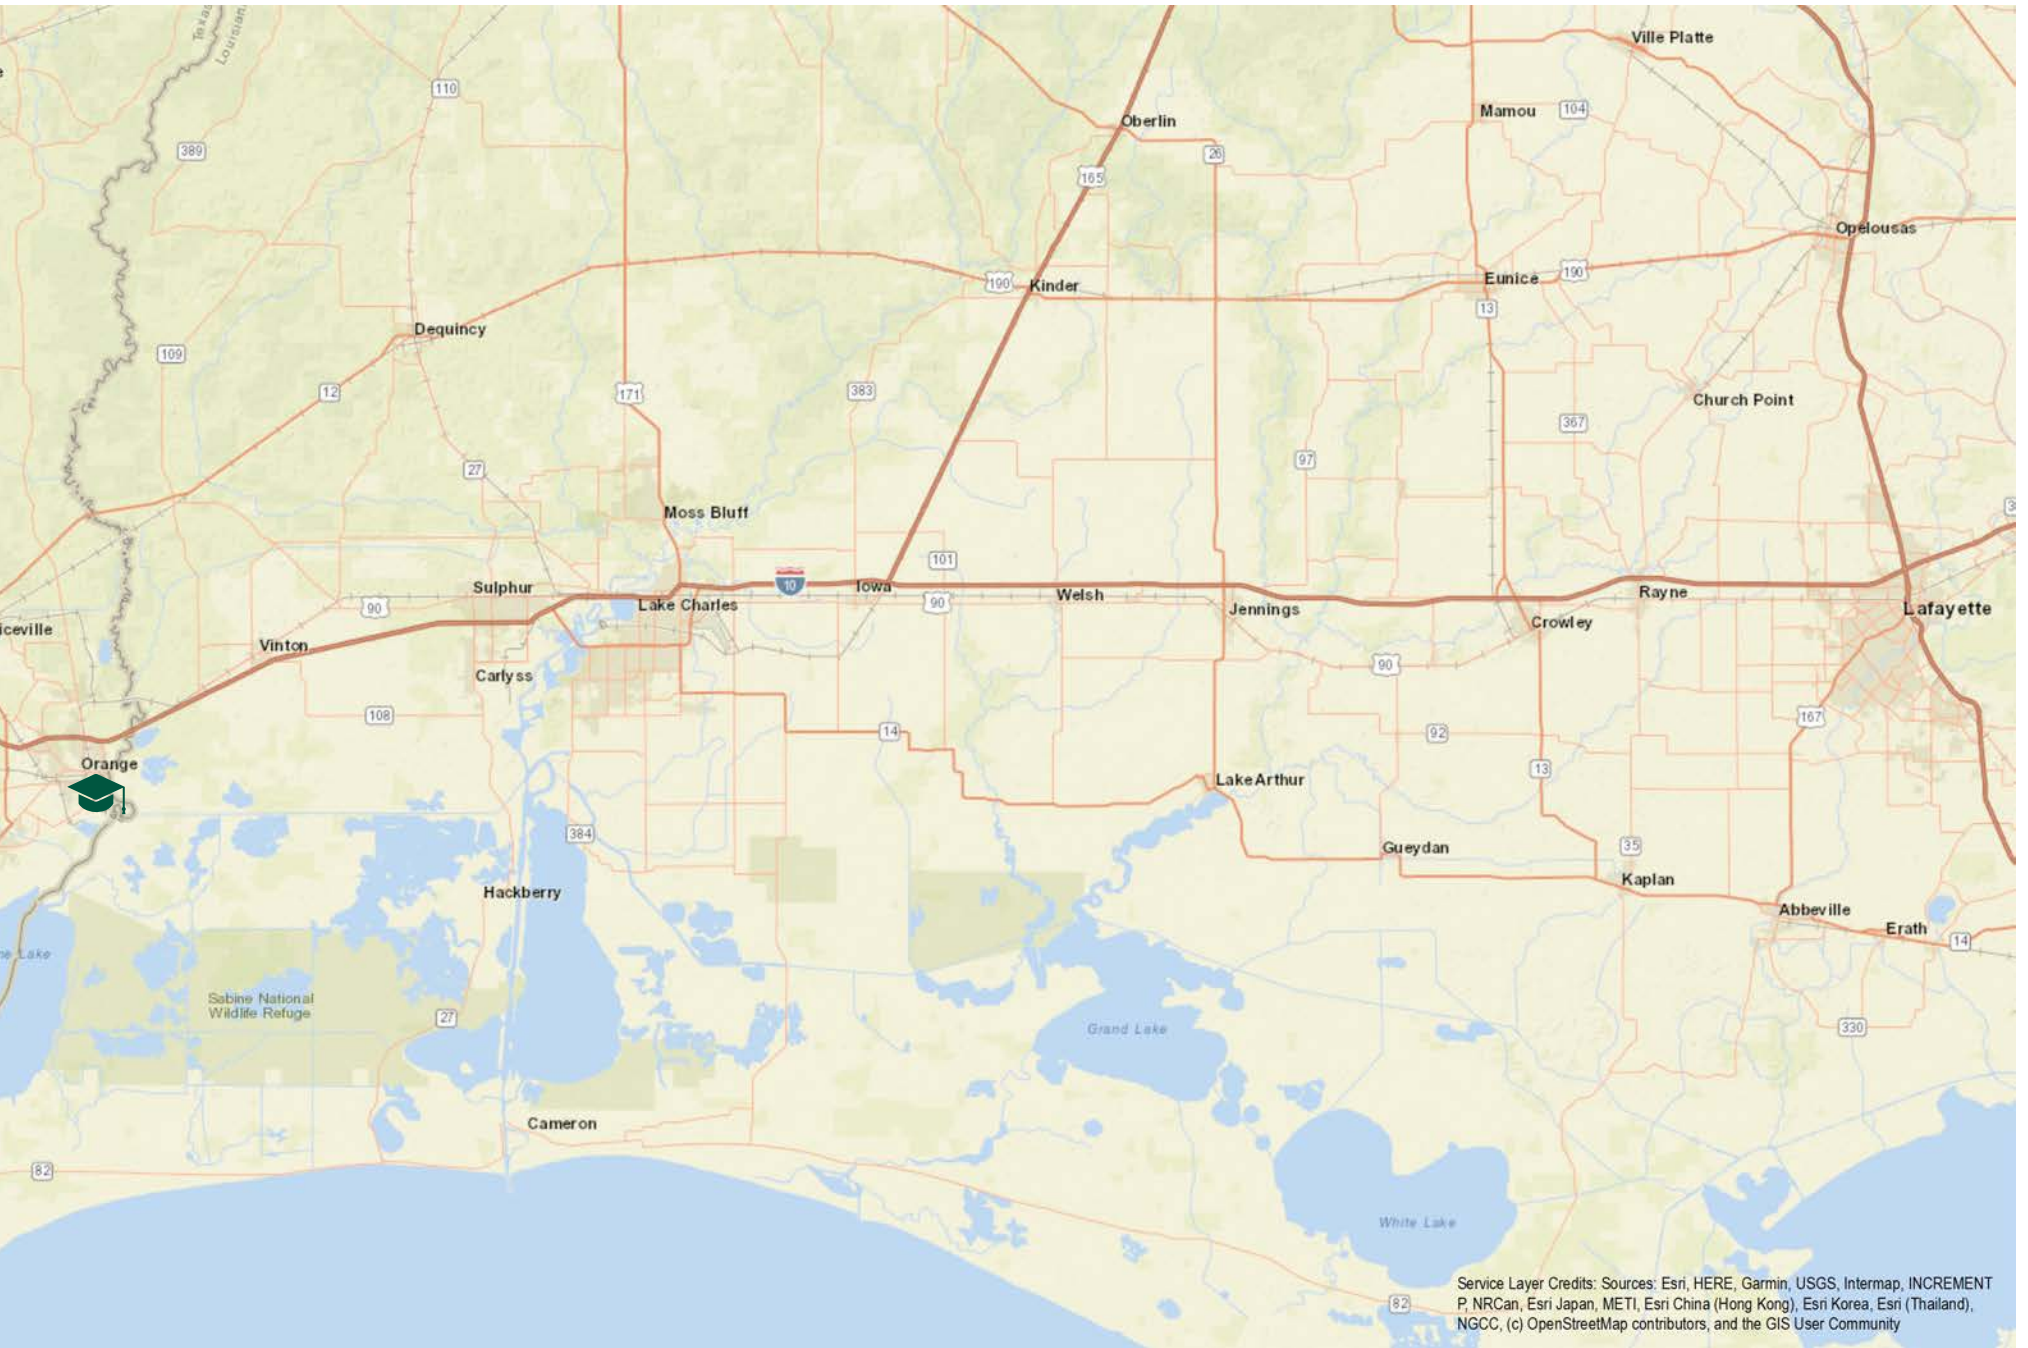 Texas
Louisian
Ville Platte
110
Mamou
104
Oberlin
389
26
165
Opelousas
190
Kinder
Eunice
190
13
Dequincy
109
12
171
383
Church Point
367
97
27
Moss Bluff
101
Sulphur
10
Iowa
Welsh
Rayne
90
Lake Charles
90
Jennings
Lafayette
Crowley
iceville
Vinton
90
Carlyss
108
14
92
167
Orange
13
Lake Arthur
384
Gueydan
35
Hackberry
Kaplan
Abbeville
Erath
14
ne Lake
Sabine National
Wildlife Refuge
27
Grand Lake
330
Cameron
82
White Lake
82
Service Layer Credits: Sources: Esri, HERE, Garmin, USGS, Intermap, INCREMENT
P, NRCan, Esri Japan, METI, Esri China (Hong Kong), Esri Korea, Esri (Thailand),
NGCC, (c) OpenStreetMap contributors, and the GIS User Community